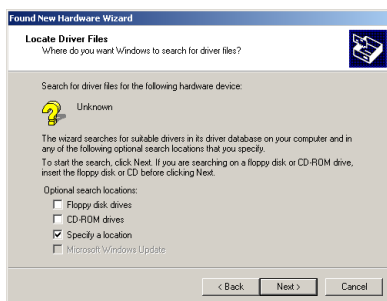 Found New Hardware Wizard
Locate Driver Files
Where do you want Windows to search for driver files?
Search for driver files for the following hardware device:
Unknown
The wizard searches for suitable drivers in its driver database on your computer and in
any of the following optional search locations that you specify.
To start the search, click Next. If you are searching on a floppy disk or CD-ROM drive,
insert the floppy disk or CD before clicking Next.
Optional search locations:
Floppy disk drives
CD-ROM drives
Specify a location
Microsoft Windows Update
< Back Next > Cancel